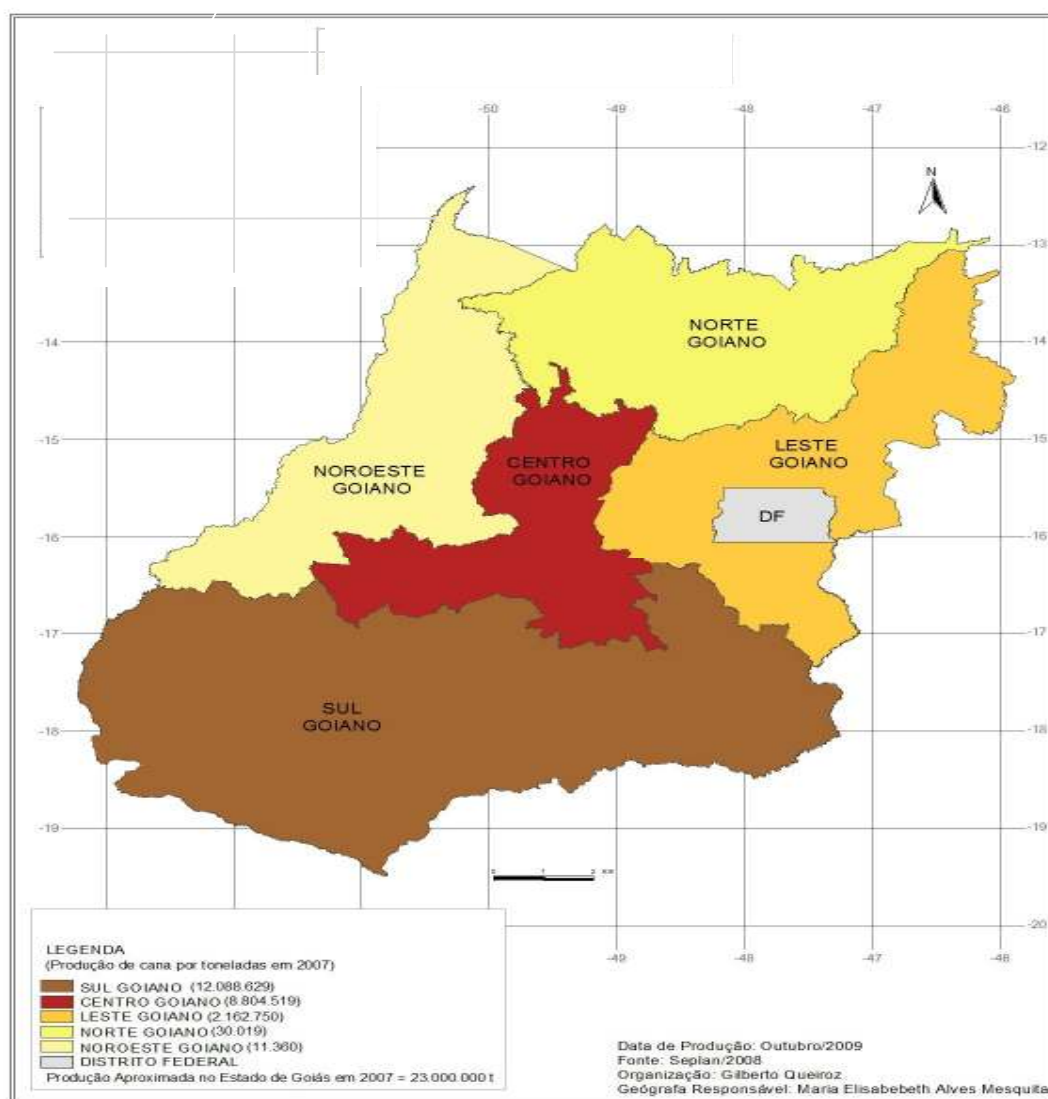 -50 -49 -48 -47 -46
-12
N
-13
NORTE
GOIANO
-14 -14
-15 -15
LESTE
GOIANO
NOROESTE
GOIANO
CENTRO
GOIANO
DF
-16 -16
-17 -17
SUL
GOIANO
-18 -18
-19 -19
0 1 2
-20
-49 -48 -47 -48
LEGENDA
(Produção de cana por toneladas em 2007)
SUL GOIANO (12.088.629)
CENTRO GOIANO (8.804.519)
LESTE GOIANO (2.162.750)
NORTE GOIANO (30.019)
NOROESTE GOIANO (11.360)
DISTRITO FEDERAL
Produção Aproximada no Estado de Goiás em 2007 = 23.000.000 t
Data de Produção: Outubro/2009
Fonte: Seplan/2008
Organização: Gilberto Queiroz
Geógrafa Responsável: Maria Elisabebeth Alves Mesquita